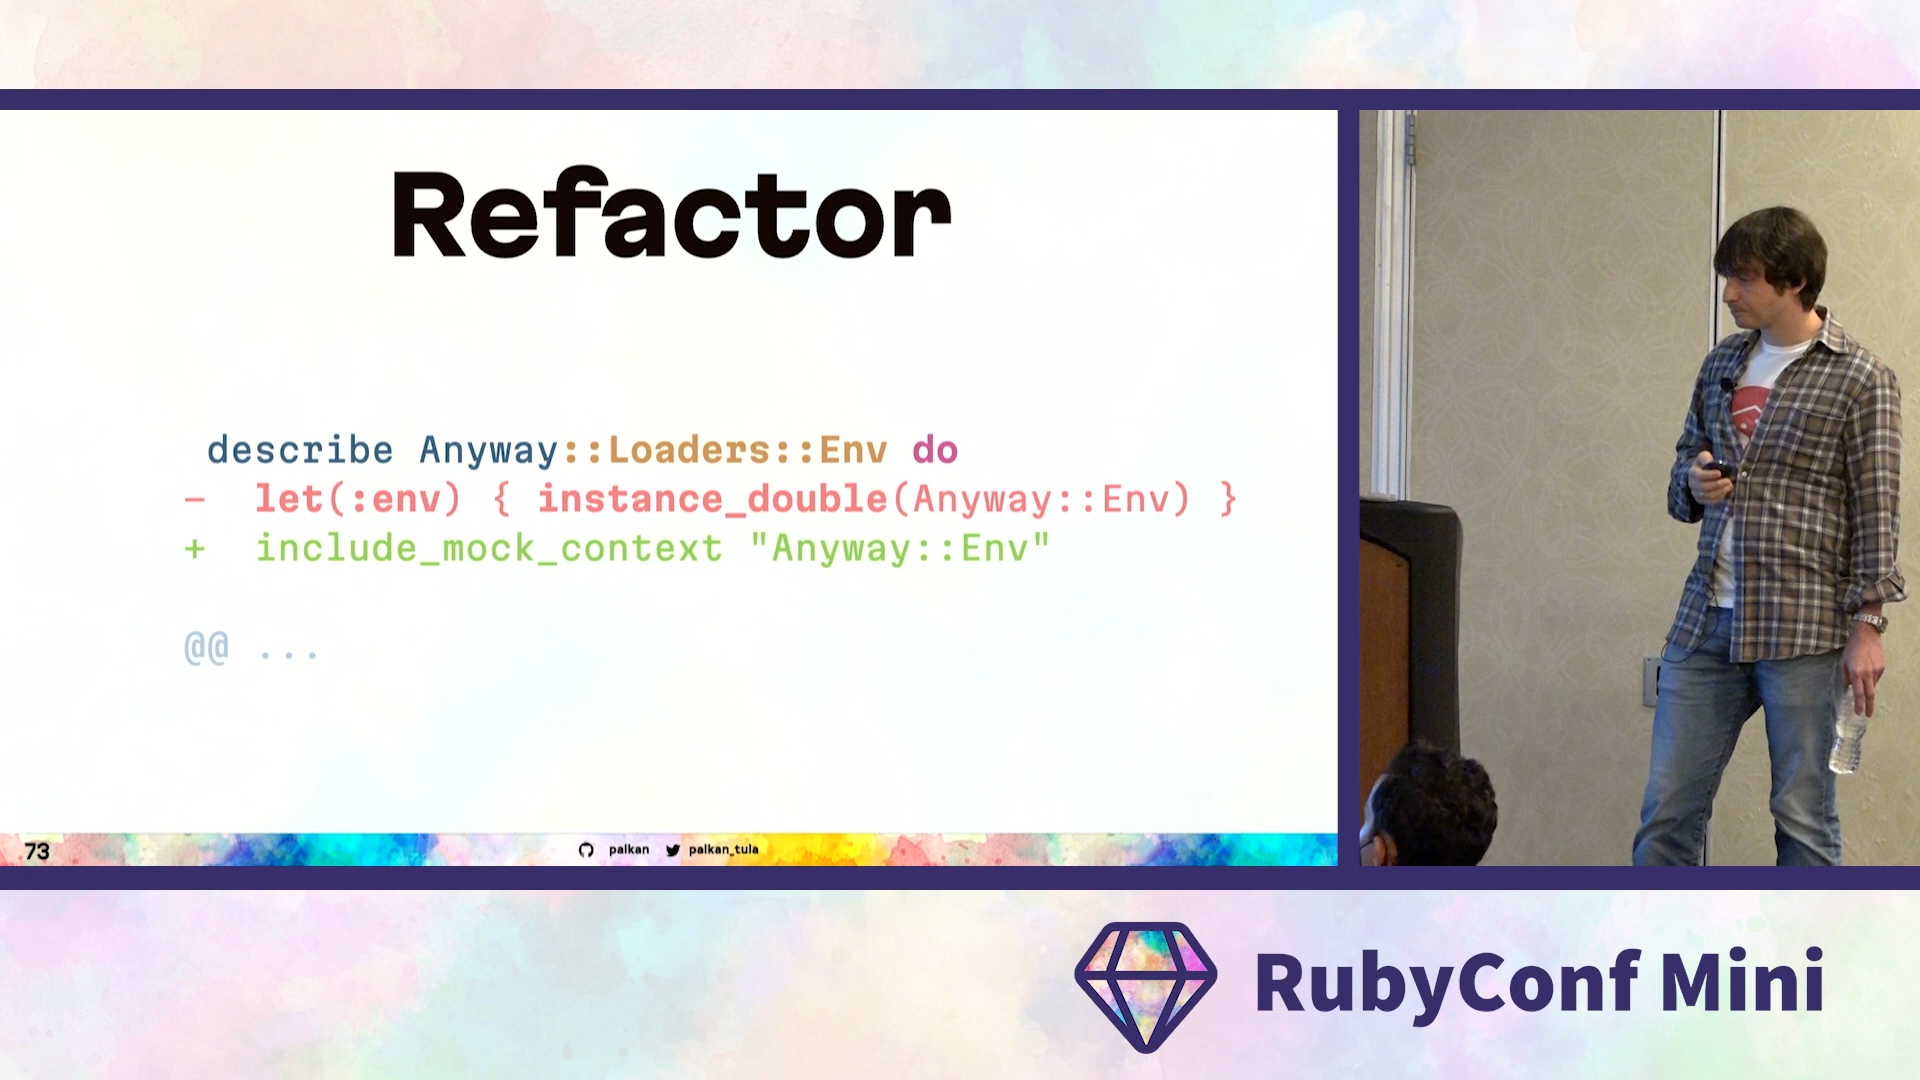 Refactor
describe Anyway::Loaders::Env do
-  let(:env) { instance_double(Anyway::Env) }
+  include_mock_context "Anyway::Env"
@@ ...
73
palkan palkan_tula
RubyConf Mini